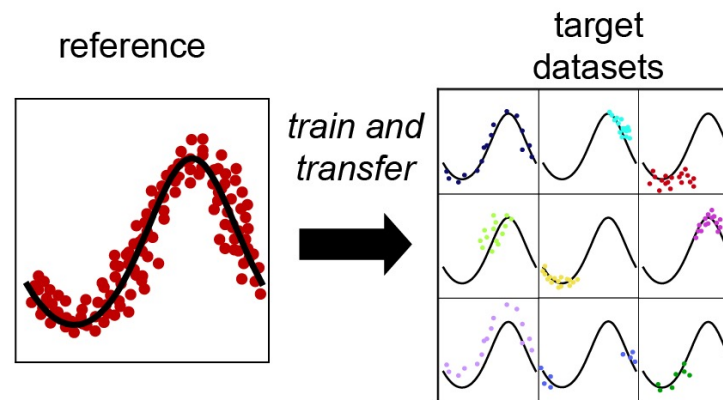 reference
train and
transfer
target
datasets